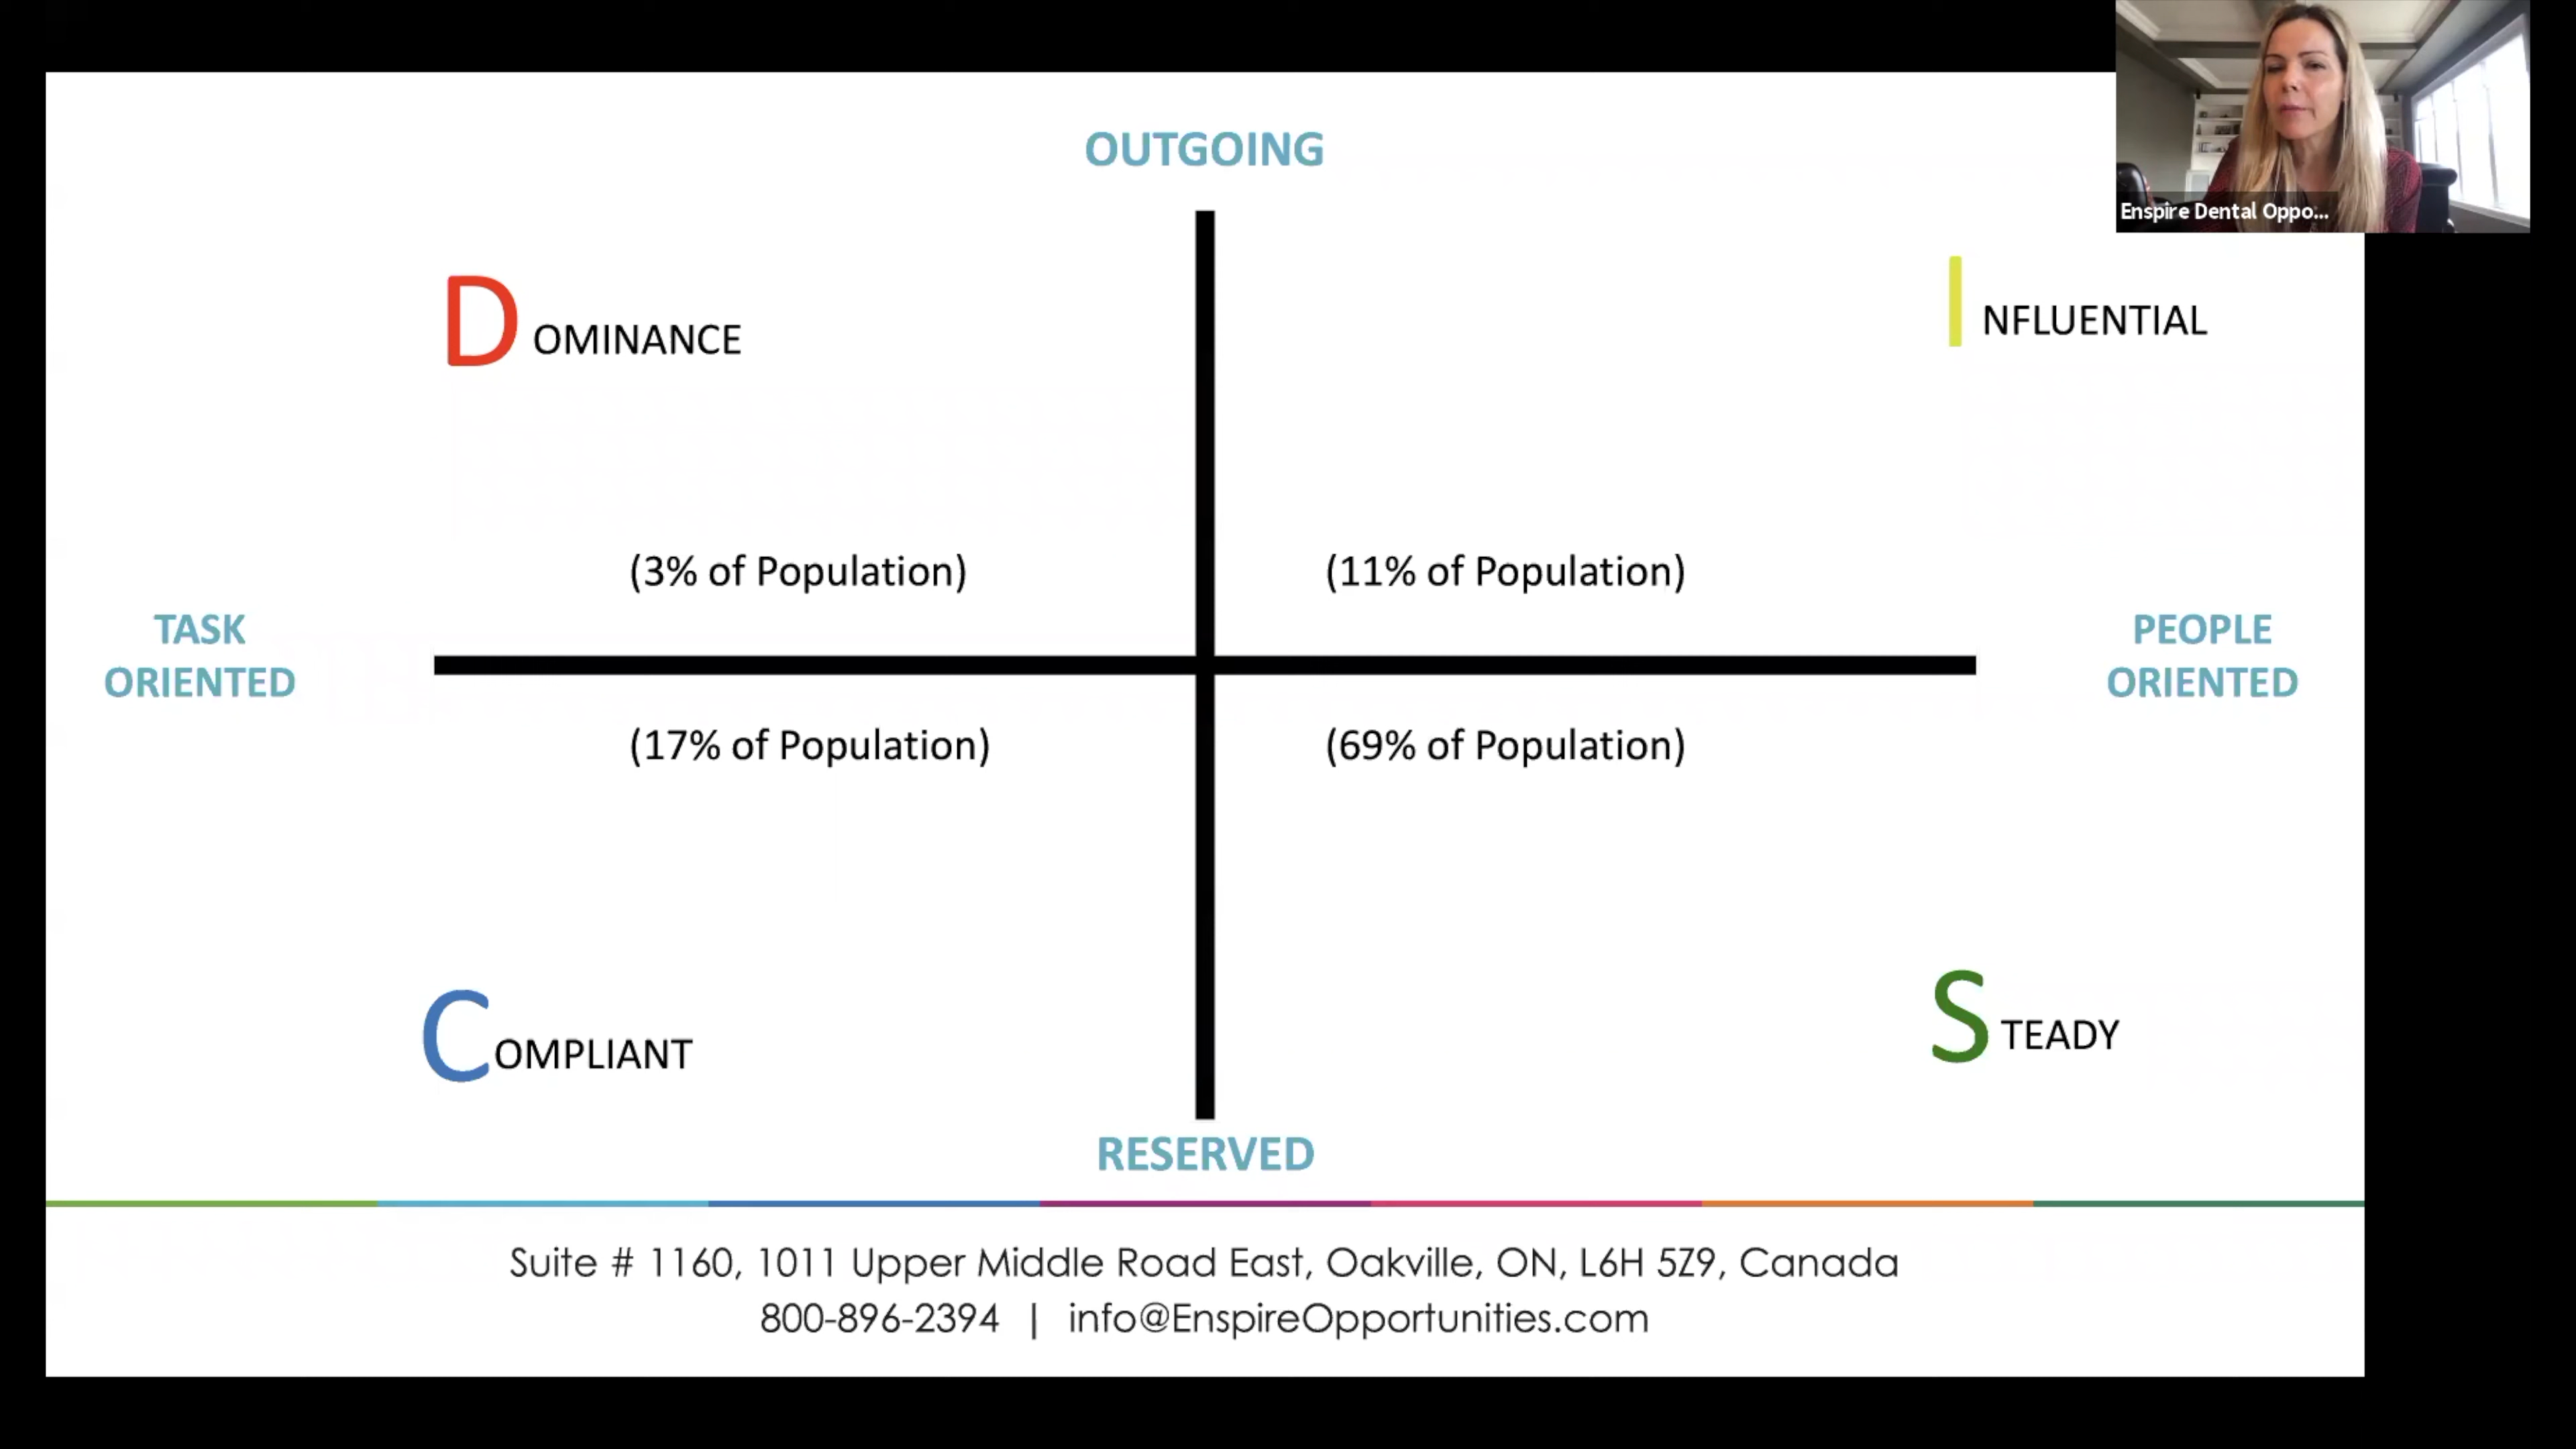 OUTGOING
Enspire Dental Oppo...
DOMINANCE
INFLUENTIAL
(3% of Population)
(11% of Population)
TASK
ORIENTED
PEOPLE
ORIENTED
(17% of Population)
(69% of Population)
COMPLIANT
STEADY
RESERVED
Suite # 1160, 1011 Upper Middle Road East, Oakville, ON, L6H 5Z9, Canada
800-896-2394 | info@EnspireOpportunities.com